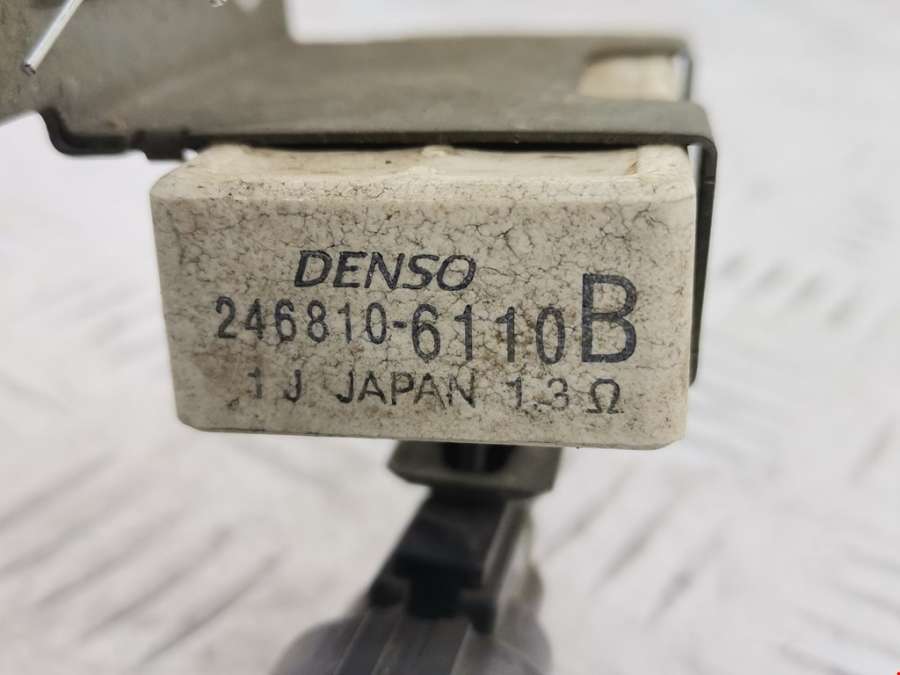 DENSO
246810-6110B
1J JAPAN 1.3Ω